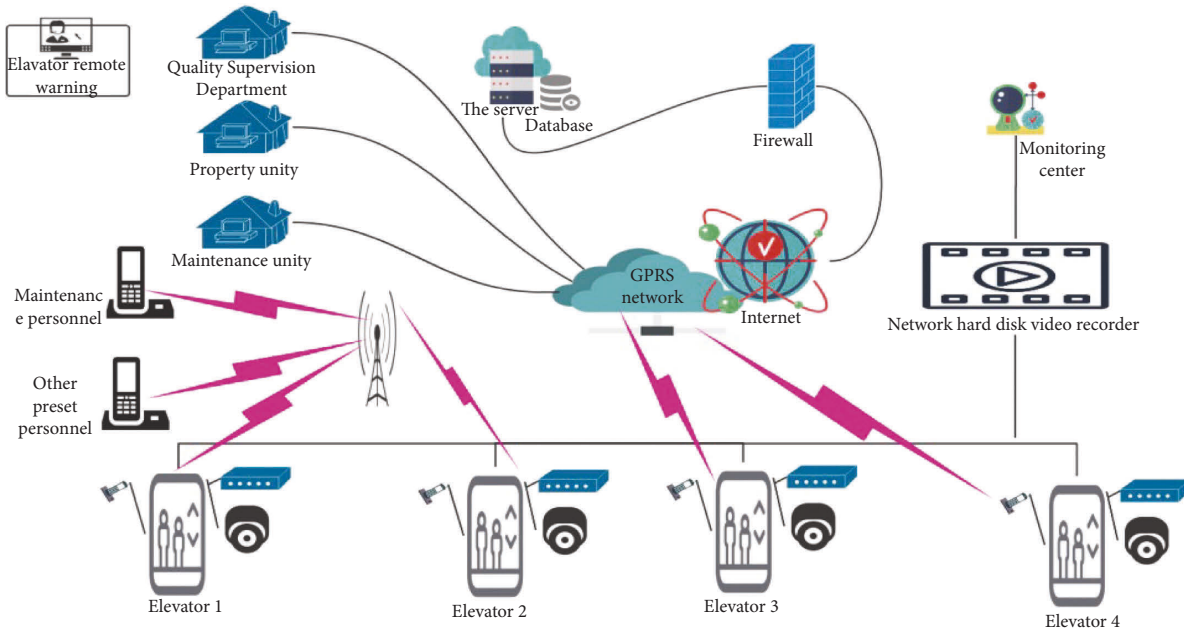 Elavator remote
warning
Quality Supervision
Department
The server
Database
Firewall
Monitoring
center
Property unity
Maintenance unity
GPRS
network
Internet
Network hard disk video recorder
Maintenanc
e personnel
Other
preset
personnel
Elevator 1
Elevator 2
Elevator 3
Elevator 4